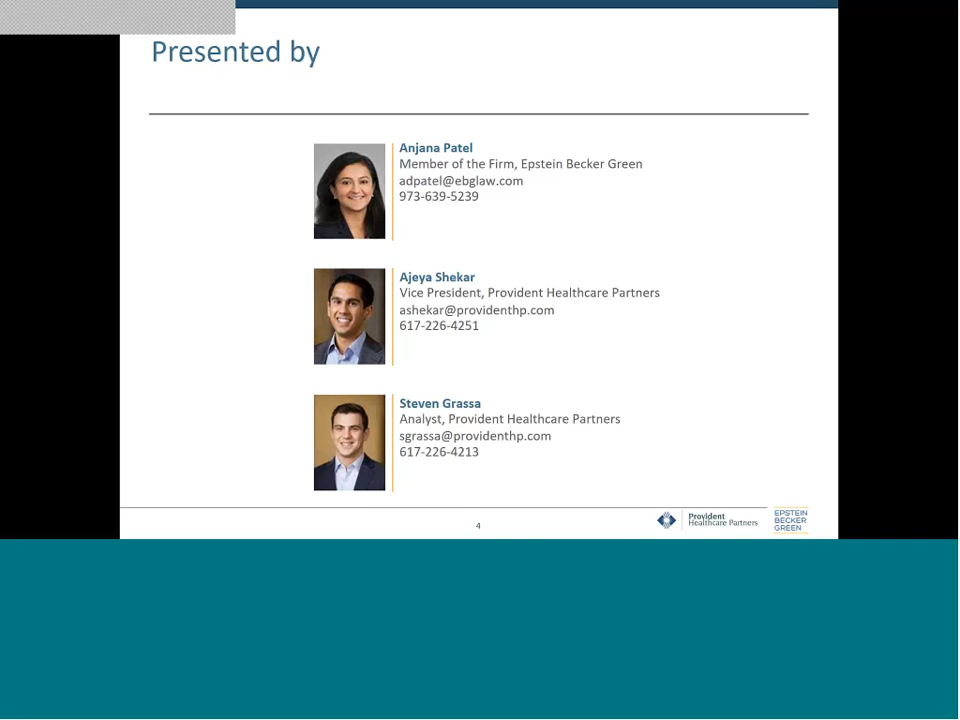 Presented by
Anjana Patel
Member of the Firm, Epstein Becker Green
adpatel@ebglaw.com
973-639-5239
Ajeya Shekar
Vice President, Provident Healthcare Partners
ashekar@providenthp.com
617-226-4251
Steven Grassa
Analyst, Provident Healthcare Partners
sgrassa@providenthp.com
617-226-4213
4
Provident
Healthcare Partners
EPSTEIN
BECKER
GREEN